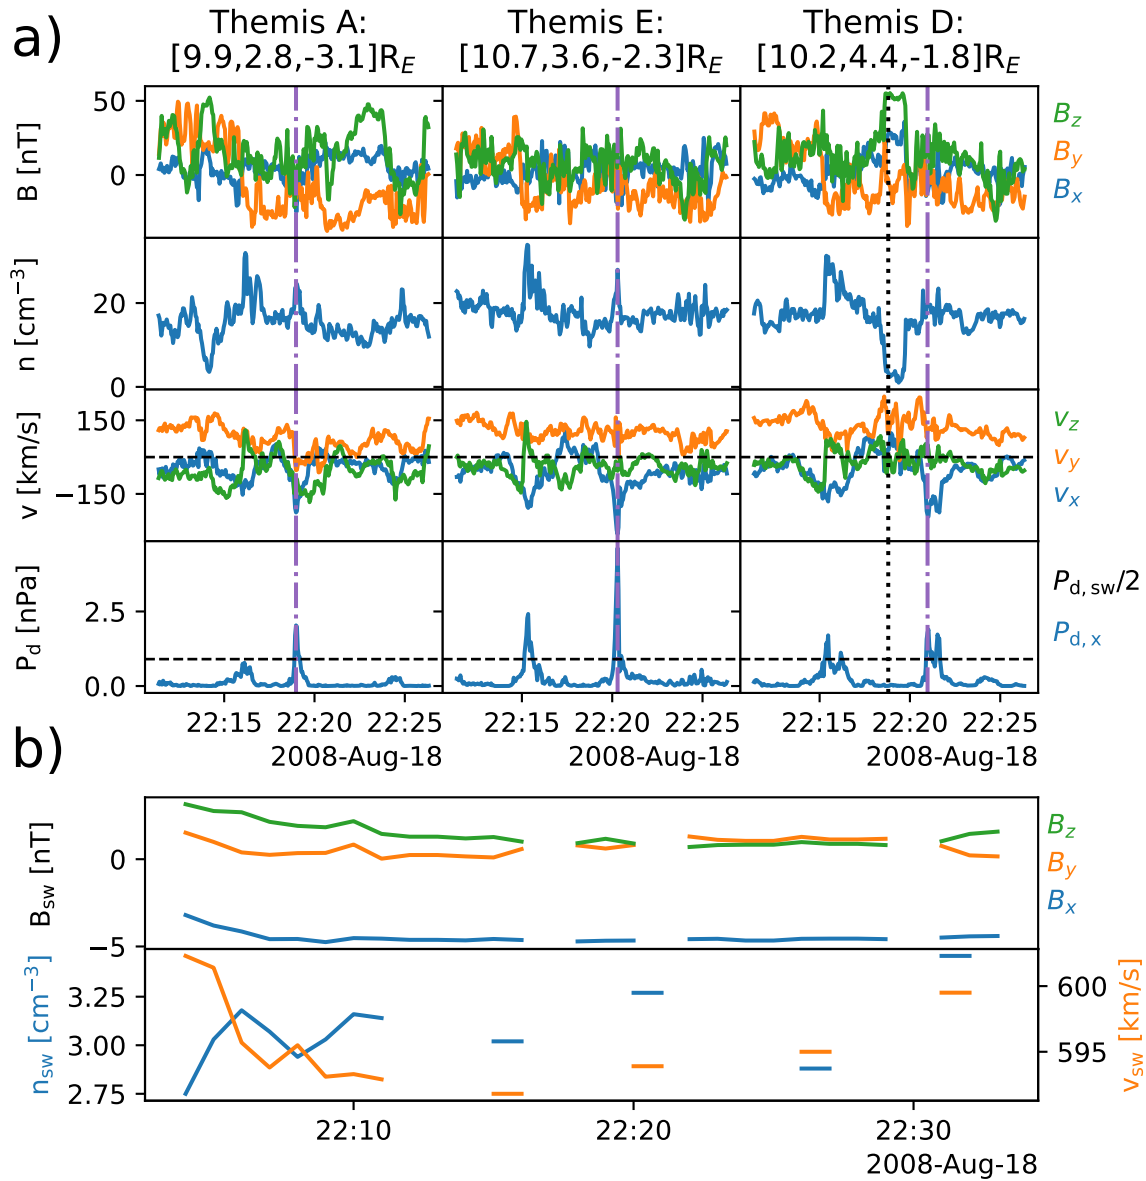 a)
Themis A:
[9.9,2.8,-3.1]R_E
Themis E:
[10.7,3.6,-2.3]R_E
Themis D:
[10.2,4.4,-1.8]R_E
B [nT]
50
0
B_z
B_y
B_x
n [cm⁻³]
20
0
v [km/s]
150
−150
v_z
v_y
v_x
P_d [nPa]
2.5
0.0
P_d,sw/2
P_d,x
22:15 22:20 22:25
2008-Aug-18
22:15 22:20 22:25
2008-Aug-18
22:15 22:20 22:25
2008-Aug-18
b)
B_sw [nT]
0
−5
B_z
B_y
B_x
n_sw [cm⁻³]
3.25
3.00
2.75
600
595
v_sw [km/s]
22:10 22:20 22:30
2008-Aug-18